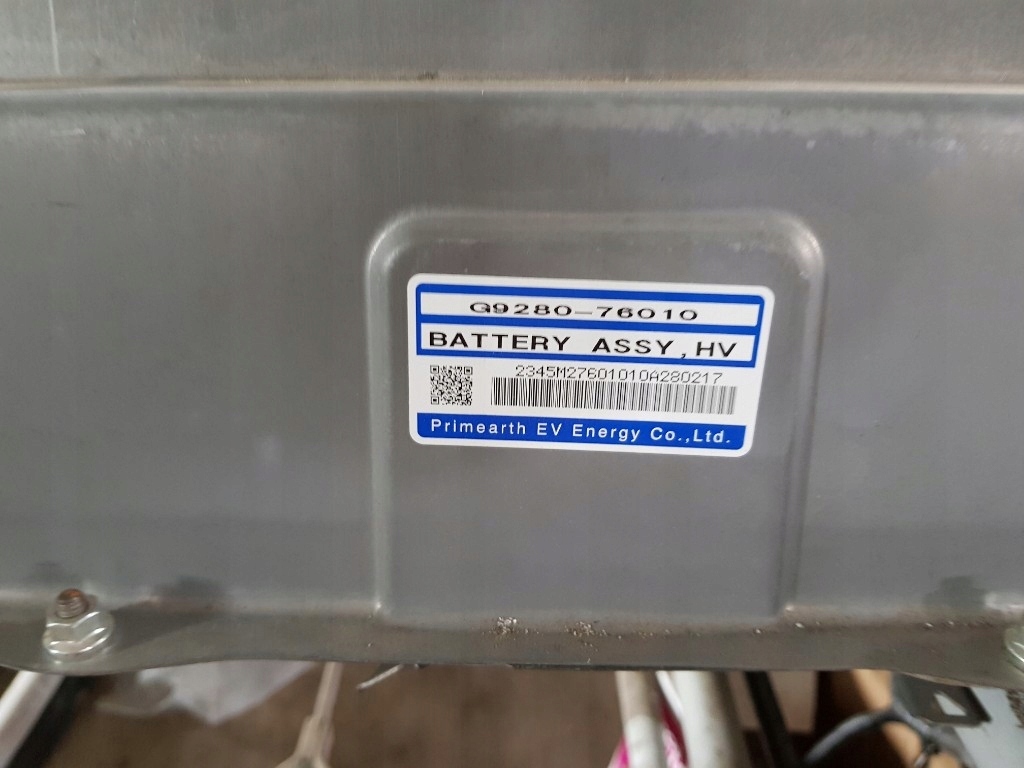 G9280-76010
BATTERY ASSY,HV
2345M27601010A280217
Primearth EV Energy Co.,Ltd.